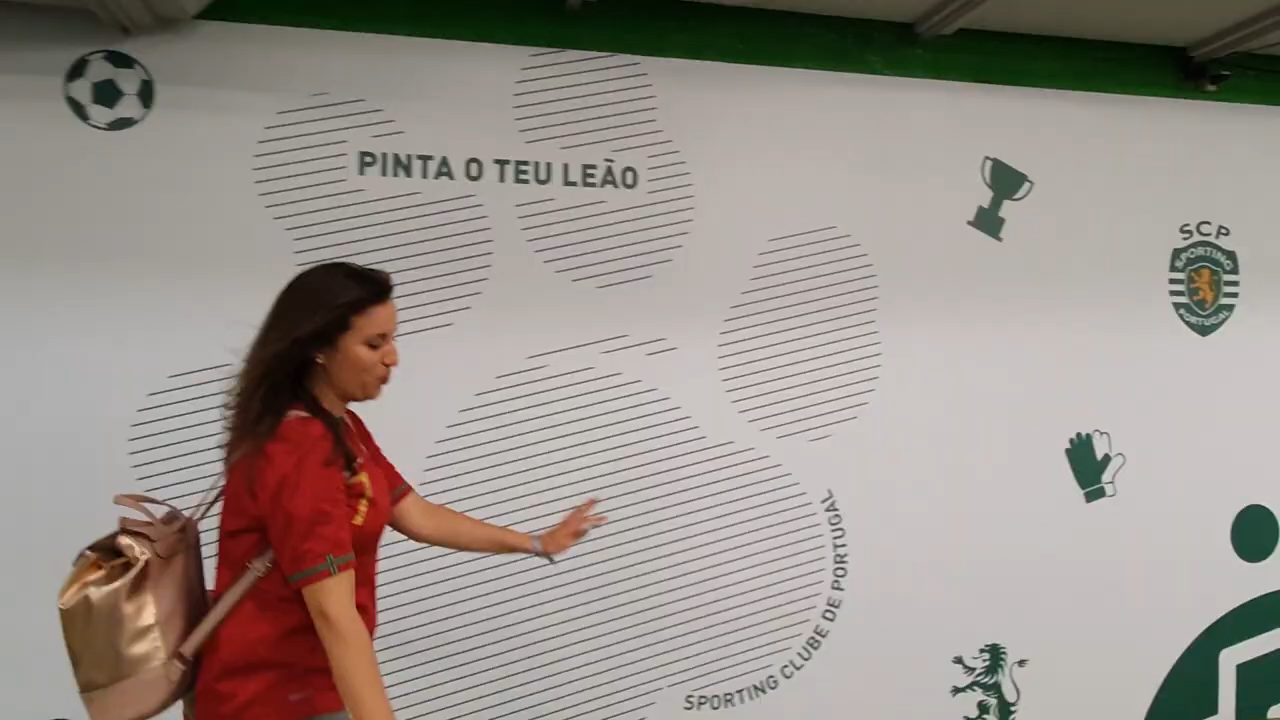 PINTA O TEU LEÃO
SCP
SPORTING
PORTUGAL
SPORTING CLUBE DE PORTUGAL